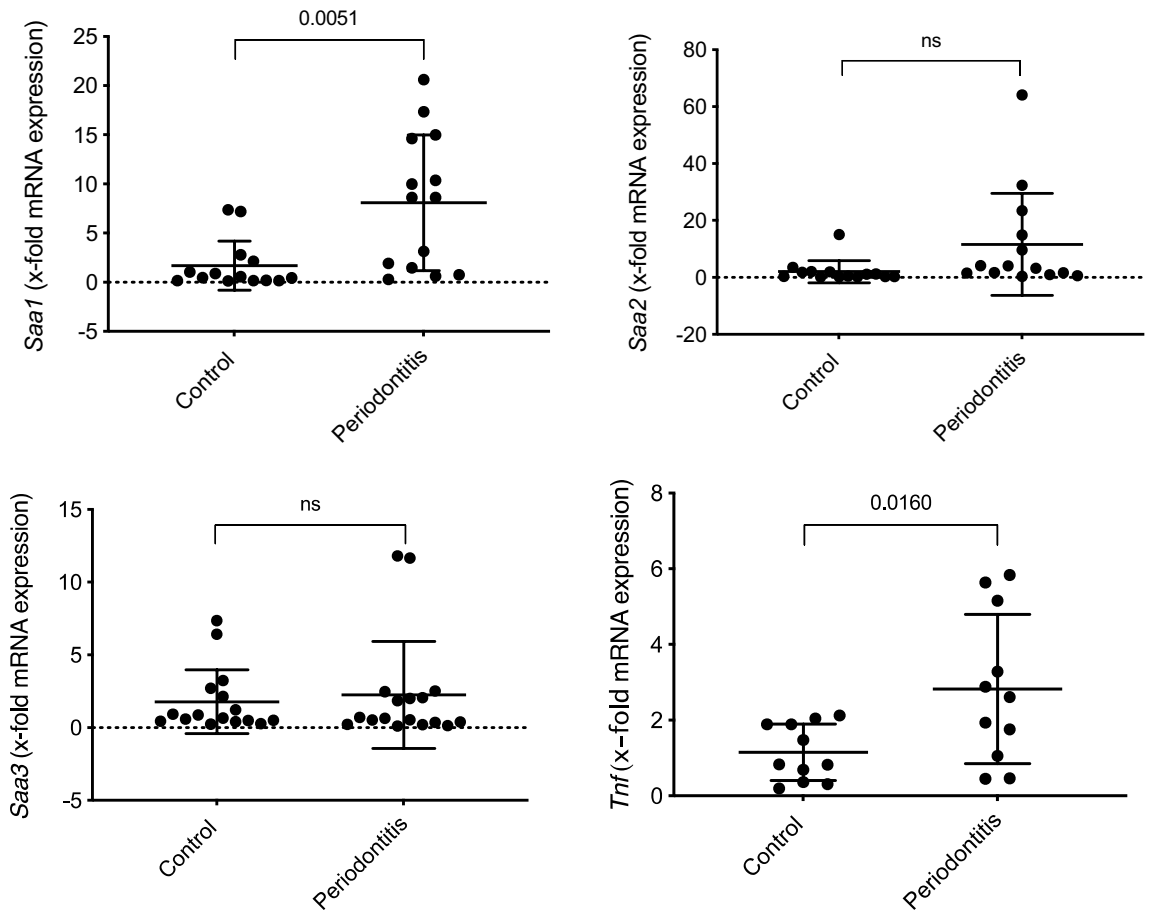 0.0051
25
20
15
10
5
0
-5
Saa1 (x-fold mRNA expression)
Control
Periodontitis
ns
80
60
40
20
0
-20
Saa2 (x-fold mRNA expression)
Control
Periodontitis
ns
15
10
5
0
-5
Saa3 (x-fold mRNA expression)
Control
Periodontitis
0.0160
8
6
4
2
0
Tnf (x-fold mRNA expression)
Control
Periodontitis